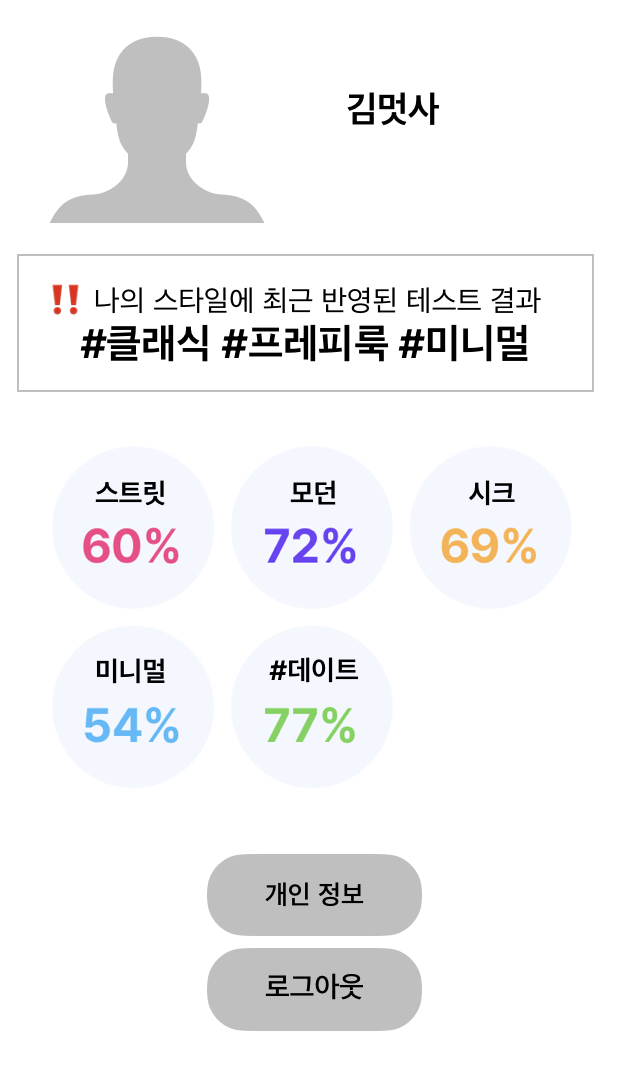 김멋사
‼️ 나의 스타일에 최근 반영된 테스트 결과
#클래식 #프레피룩 #미니멀
스트릿
60%
모던
72%
시크
69%
미니멀
54%
#데이트
77%
개인 정보
로그아웃